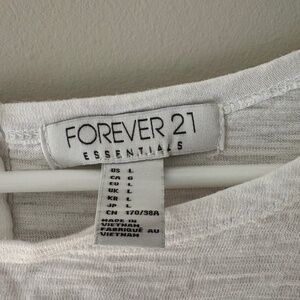 FOREVER 21
ESSENTIALS
US L
CA G
EU L
UK L
KR L
JP L
CN 170/38A
MADE IN
VIETNAM
FABRIQUÉ AU
VIETNAM